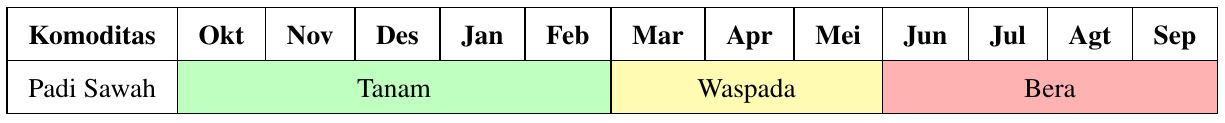 Komoditas Okt Nov Des Jan Feb Mar Apr Mei Jun Jul Agt Sep
Padi Sawah Tanam Waspada Bera